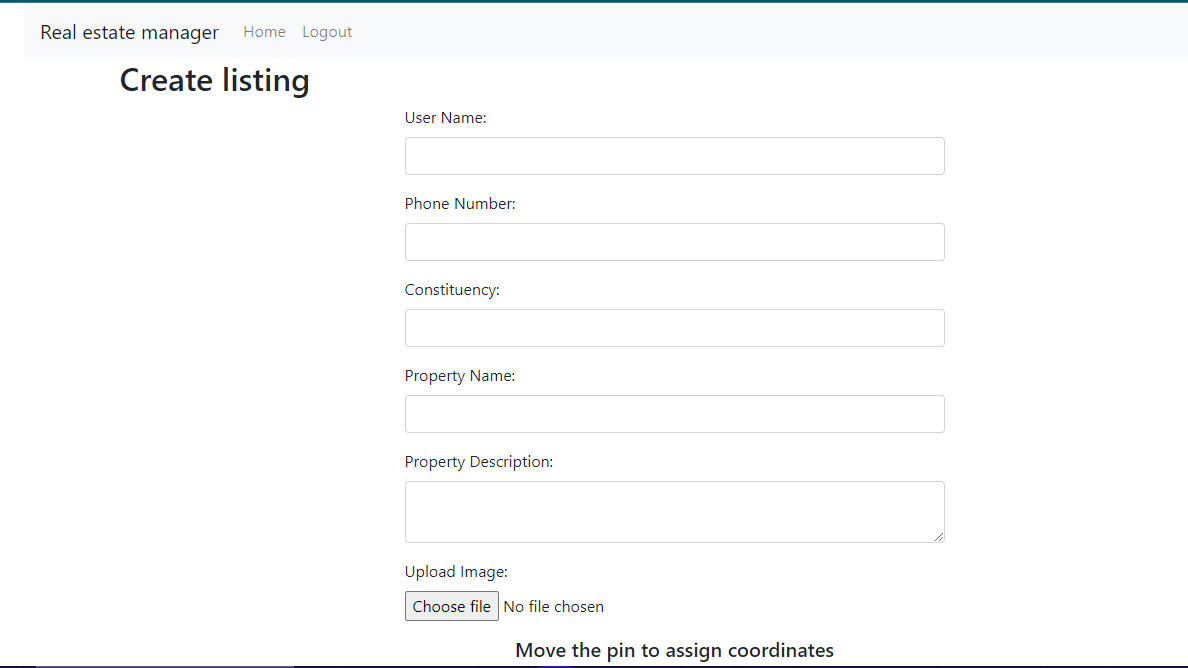 Real estate manager Home Logout
Create listing
User Name:
Phone Number:
Constituency:
Property Name:
Property Description:
Upload Image:
Choose file No file chosen
Move the pin to assign coordinates